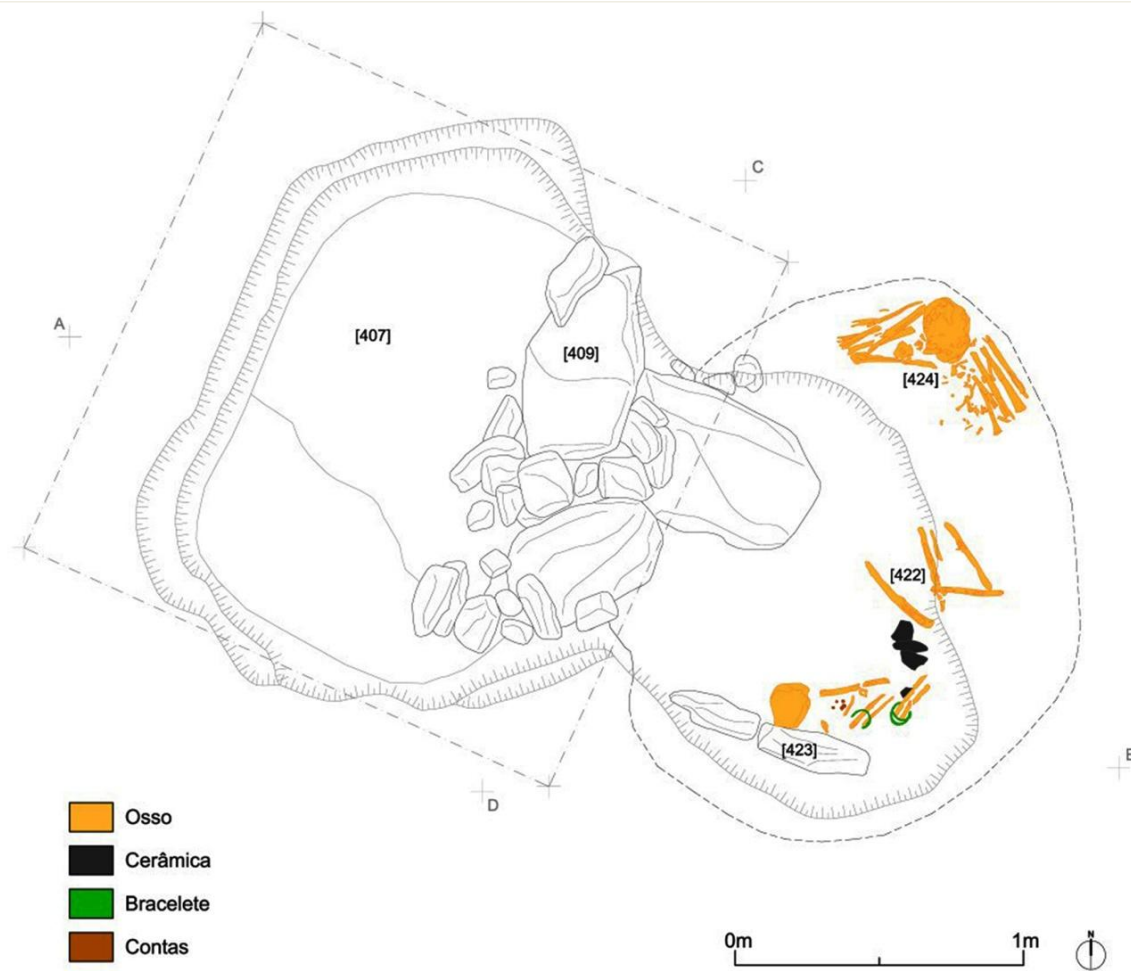 C
A
[407]
[409]
[424]
[422]
[423]
E
D
Osso
Cerâmica
Bracelete
Contas
0m 1m
N